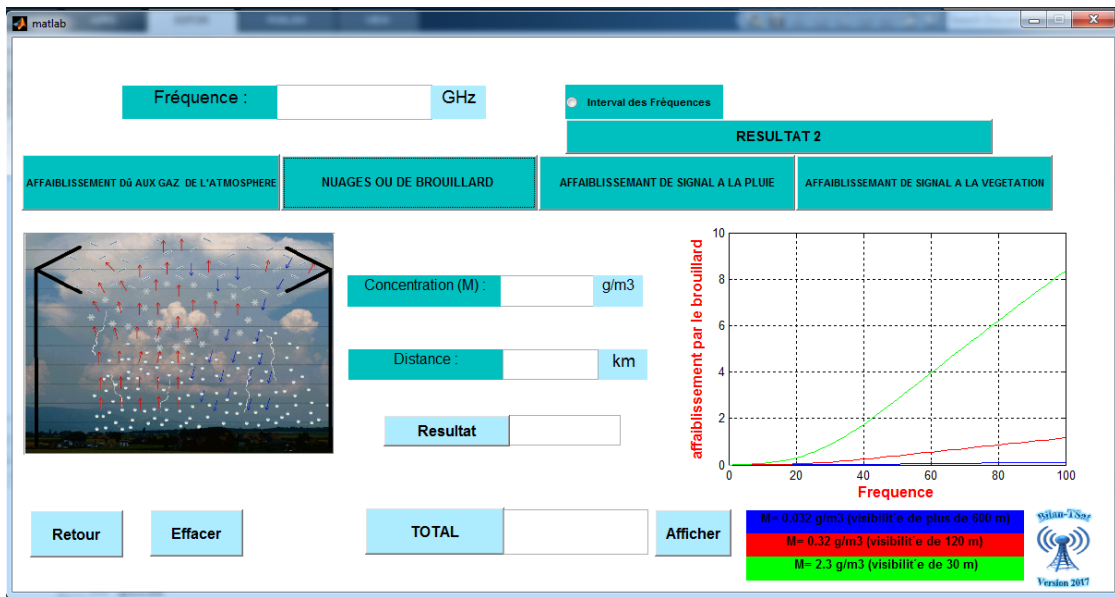 matlab
Fréquence :
GHz
Interval des Fréquences
RESULTAT 2
AFFAIBLISSEMENT Dû AUX GAZ DE L'ATMOSPHERE
NUAGES OU DE BROUILLARD
AFFAIBLISSEMANT DE SIGNAL A LA PLUIE
AFFAIBLISSEMANT DE SIGNAL A LA VEGETATION
Concentration (M) :
g/m3
Distance :
km
Resultat
affaiblissement par le brouillard
10
8
6
4
2
0
0 20 40 60 80 100
Frequence
Retour
Effacer
TOTAL
Afficher
M= 0.032 g/m3 (visibilit´e de plus de 600 m)
M= 0.32 g/m3 (visibilit´e de 120 m)
M= 2.3 g/m3 (visibilit´e de 30 m)
Bilan-TSat
Version 2017